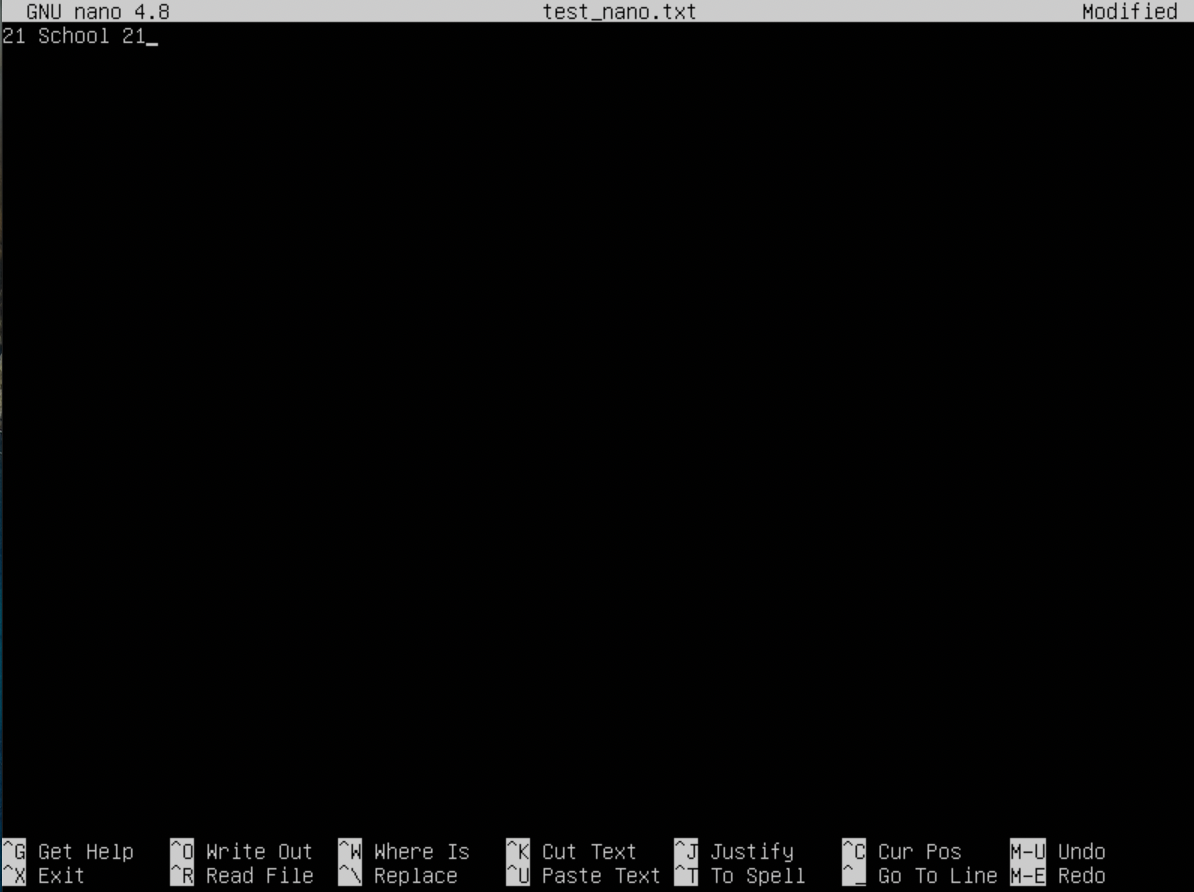 GNU nano 4.8 test_nano.txt Modified
21 School 21_
^G Get Help ^O Write Out ^W Where Is ^K Cut Text ^J Justify ^C Cur Pos M-U Undo
^X Exit ^R Read File ^\ Replace ^U Paste Text ^T To Spell ^_ Go To Line M-E Redo